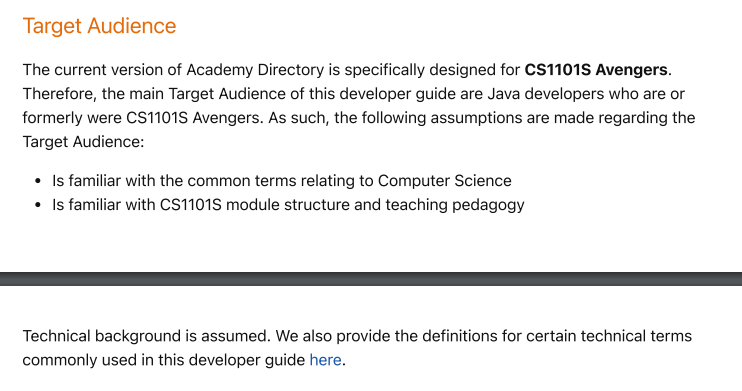 Target Audience
The current version of Academy Directory is specifically designed for CS1101S Avengers.
Therefore, the main Target Audience of this developer guide are Java developers who are or
formerly were CS1101S Avengers. As such, the following assumptions are made regarding the
Target Audience:
• Is familiar with the common terms relating to Computer Science
• Is familiar with CS1101S module structure and teaching pedagogy
Technical background is assumed. We also provide the definitions for certain technical terms
commonly used in this developer guide here.